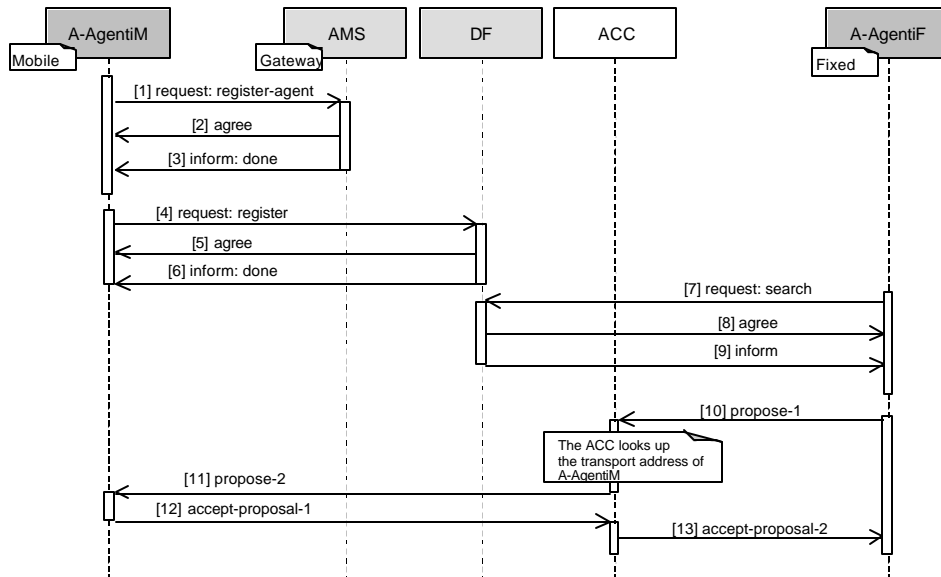 A-AgentiM
AMS
DF
ACC
A-AgentiF
Mobile
Gateway
Fixed
[1] request: register-agent
[2] agree
[3] inform: done
[4] request: register
[5] agree
[6] inform: done
[7] request: search
[8] agree
[9] inform
[10] propose-1
The ACC looks up
the transport address of
A-AgentiM
[11] propose-2
[12] accept-proposal-1
[13] accept-proposal-2